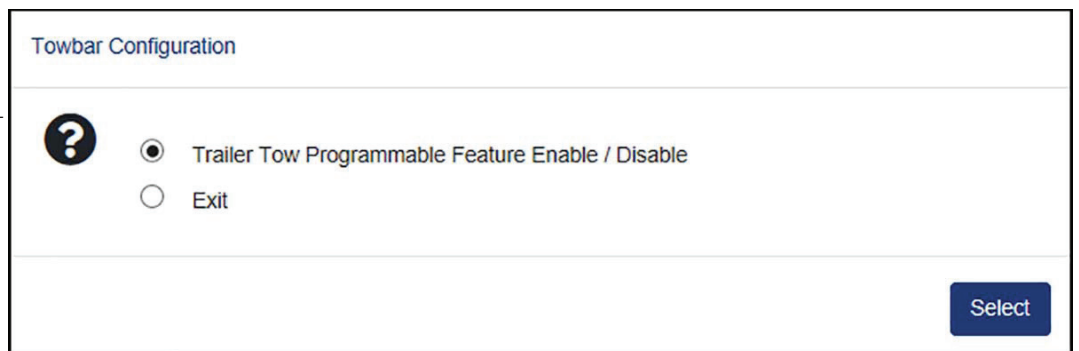 Towbar Configuration
Trailer Tow Programmable Feature Enable / Disable
Exit
Select